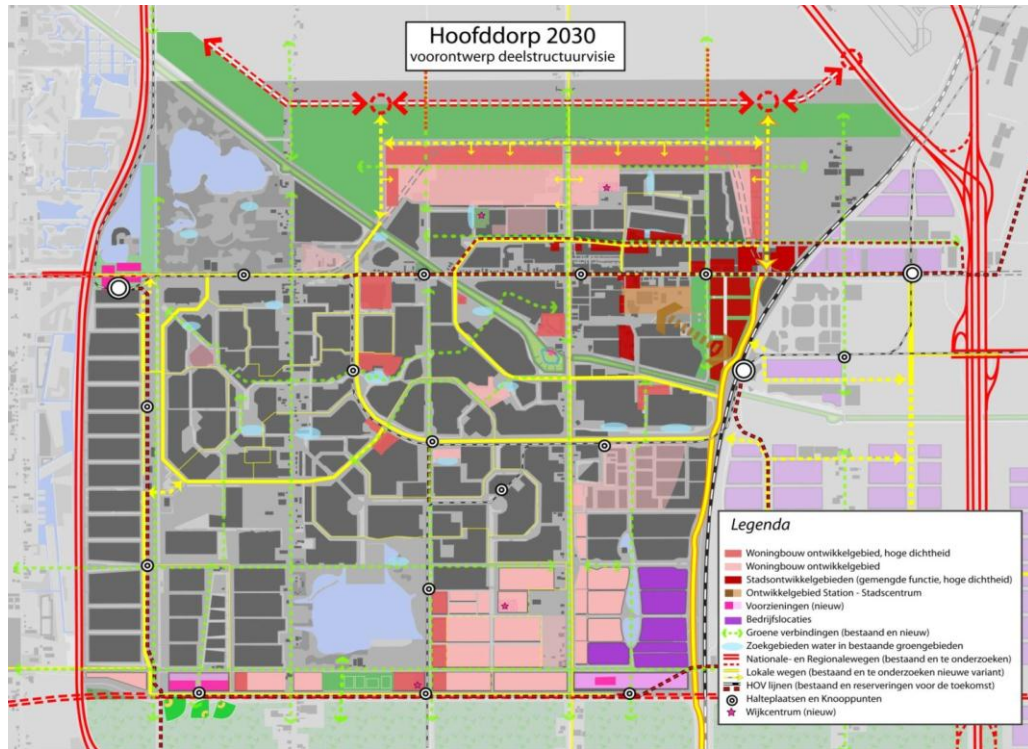 Hoofddorp 2030
voorontwerp deelstructuurvisie
Legenda
Woningbouw ontwikkelgebied, hoge dichtheid
Woningbouw ontwikkelgebied
Stadsontwikkelgebieden (gemengde functie, hoge dichtheid)
Ontwikkelgebied Station - Stadscentrum
Voorzieningen (nieuw)
Bedrijfslocaties
Groene verbindingen (bestaand en nieuw)
Zoekgebieden water in bestaande groengebieden
Nationale- en Regionalewegen (bestaand en te onderzoeken)
Lokale wegen (bestaand en te onderzoeken nieuwe variant)
HOV lijnen (bestaand en reserveringen voor de toekomst)
Halteplaatsen en Knooppunten
Wijkcentrum (nieuw)